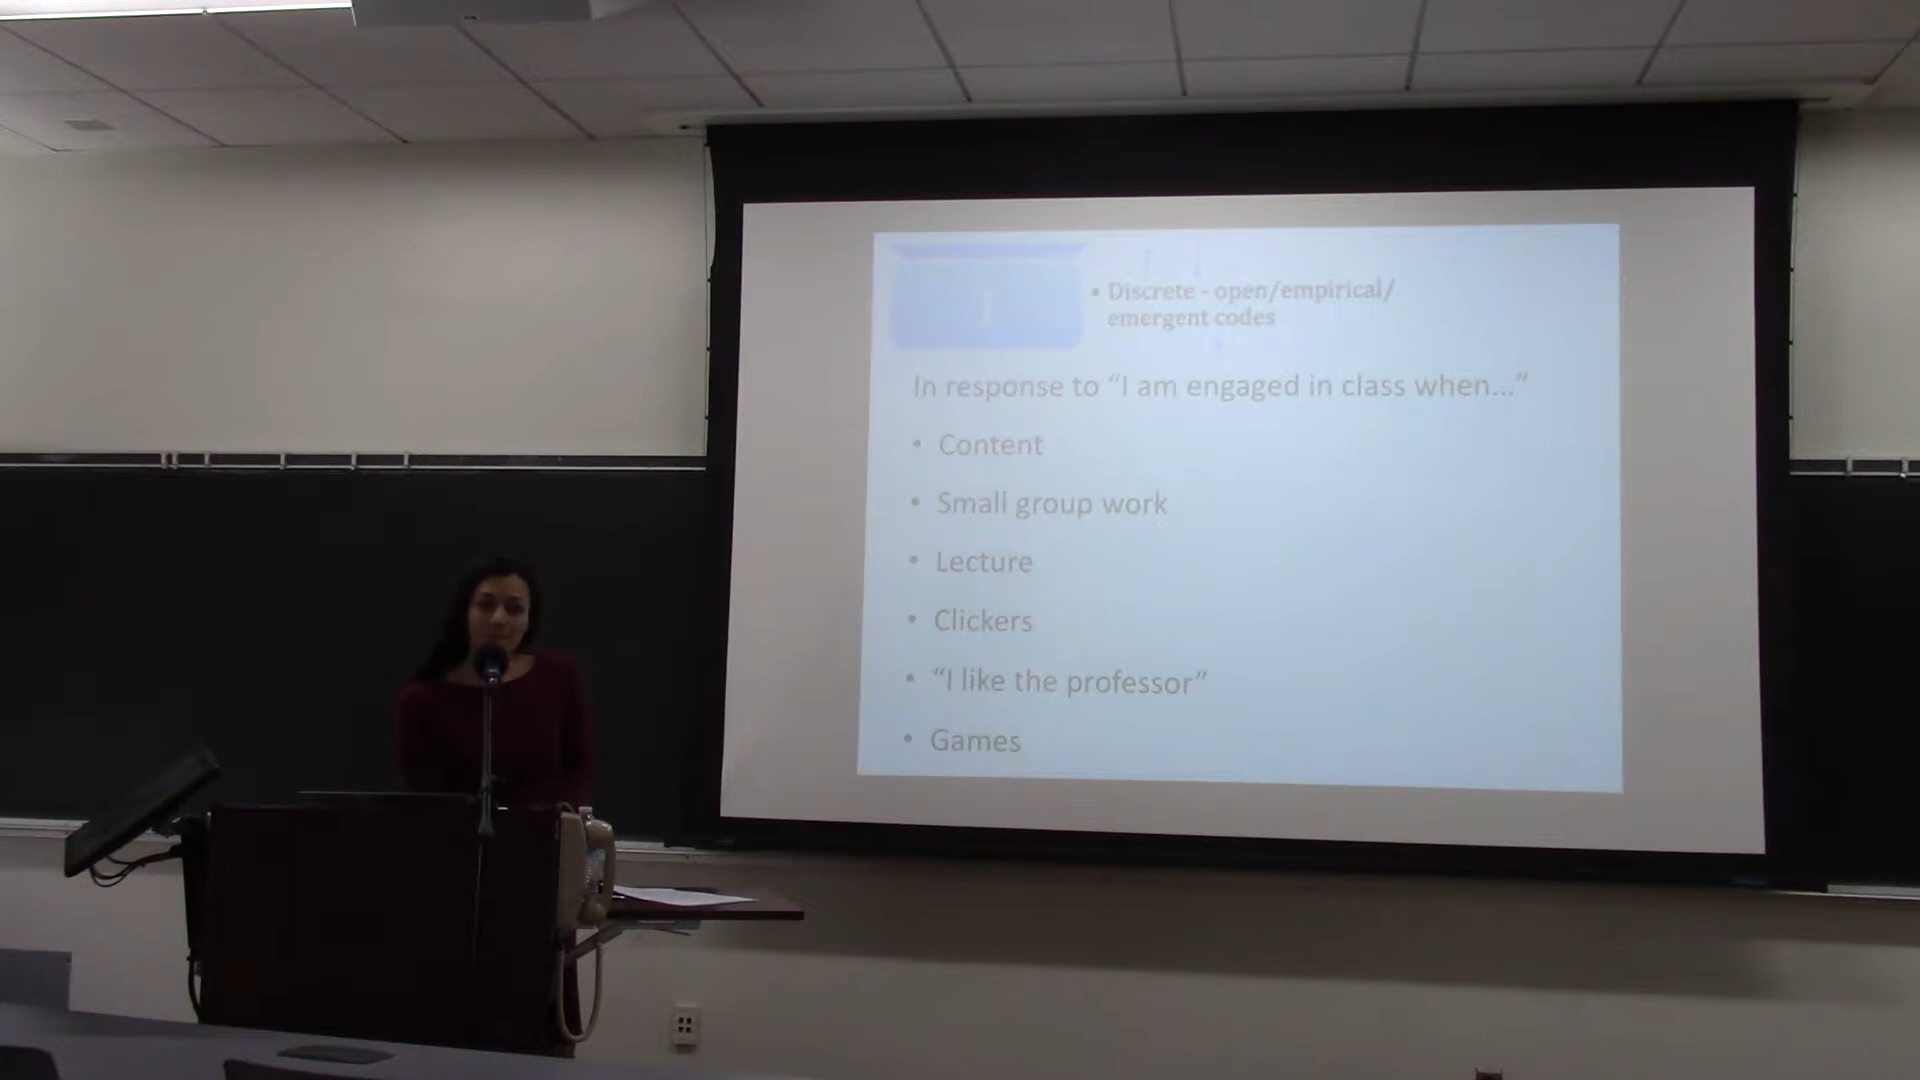 • Discrete - open/empirical/
emergent codes
In response to “I am engaged in class when...”
• Content
• Small group work
• Lecture
• Clickers
• “I like the professor”
• Games